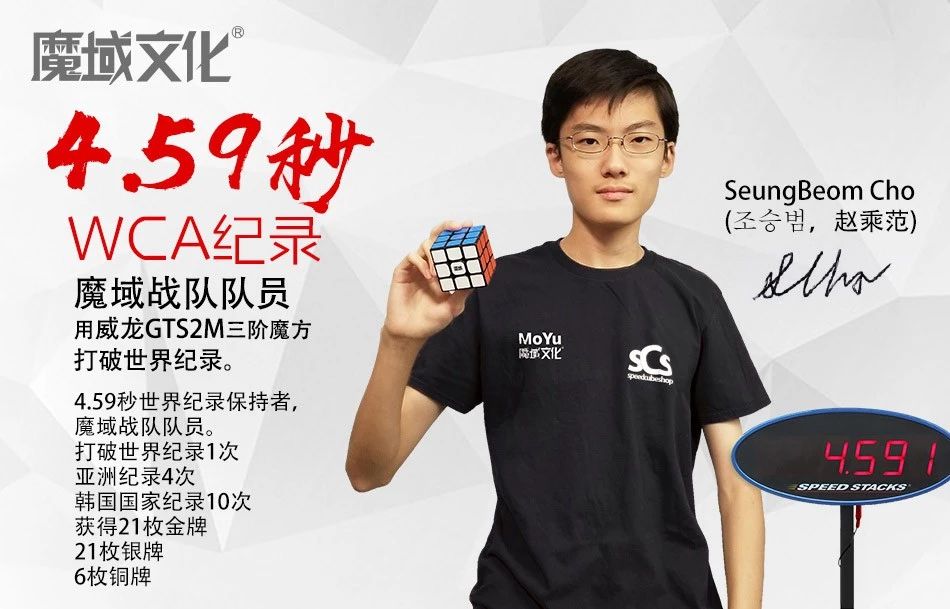 魔域文化®
4.59秒
WCA纪录
魔域战队队员
用威龙GTS2M三阶魔方
打破世界纪录。
4.59秒世界纪录保持者，
魔域战队队员。
打破世界纪录1次
亚洲纪录4次
韩国国家纪录10次
获得21枚金牌
21枚银牌
6枚铜牌
SeungBeom Cho
(조승범，赵乘范)
SCho
MoYu
魔域文化
SCS
speedcubeshop
4.591
SPEED STACKS